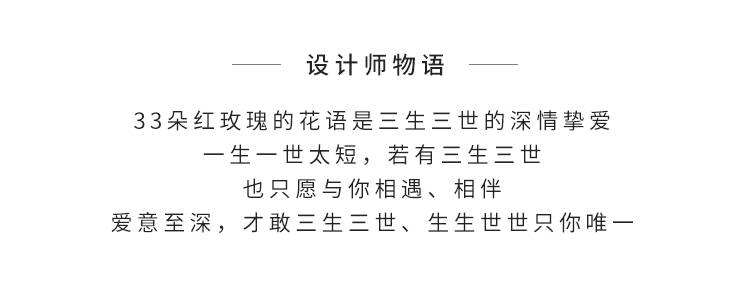 设计师物语
33朵红玫瑰的花语是三生三世的深情挚爱
一生一世太短，若有三生三世
也只愿与你相遇、相伴
爱意至深，才敢三生三世、生生世世只你唯一